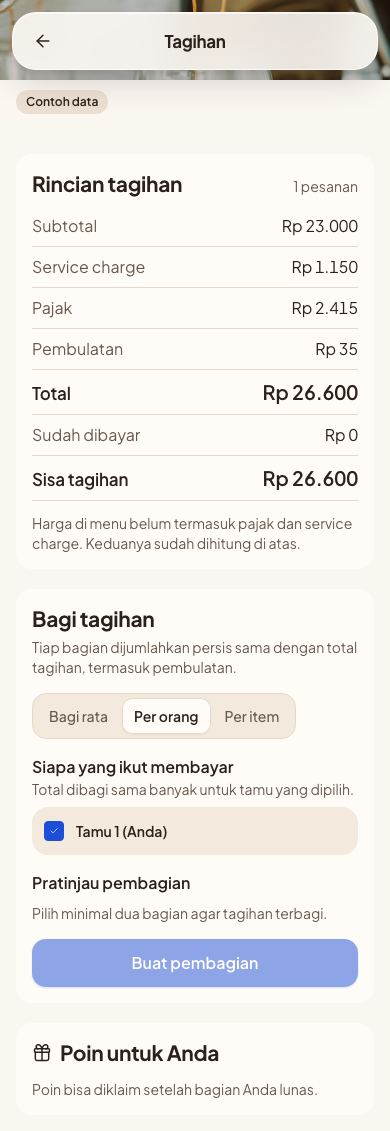 Tagihan
Contoh data
Rincian tagihan
1 pesanan
Subtotal
Rp 23.000
Service charge
Rp 1.150
Pajak
Rp 2.415
Pembulatan
Rp 35
Total
Rp 26.600
Sudah dibayar
Rp 0
Sisa tagihan
Rp 26.600
Harga di menu belum termasuk pajak dan service
charge. Keduanya sudah dihitung di atas.
Bagi tagihan
Tiap bagian dijumlahkan persis sama dengan total
tagihan, termasuk pembulatan.
Bagi rata
Per orang
Per item
Siapa yang ikut membayar
Total dibagi sama banyak untuk tamu yang dipilih.
Tamu 1 (Anda)
Pratinjau pembagian
Pilih minimal dua bagian agar tagihan terbagi.
Buat pembagian
Poin untuk Anda
Poin bisa diklaim setelah bagian Anda lunas.